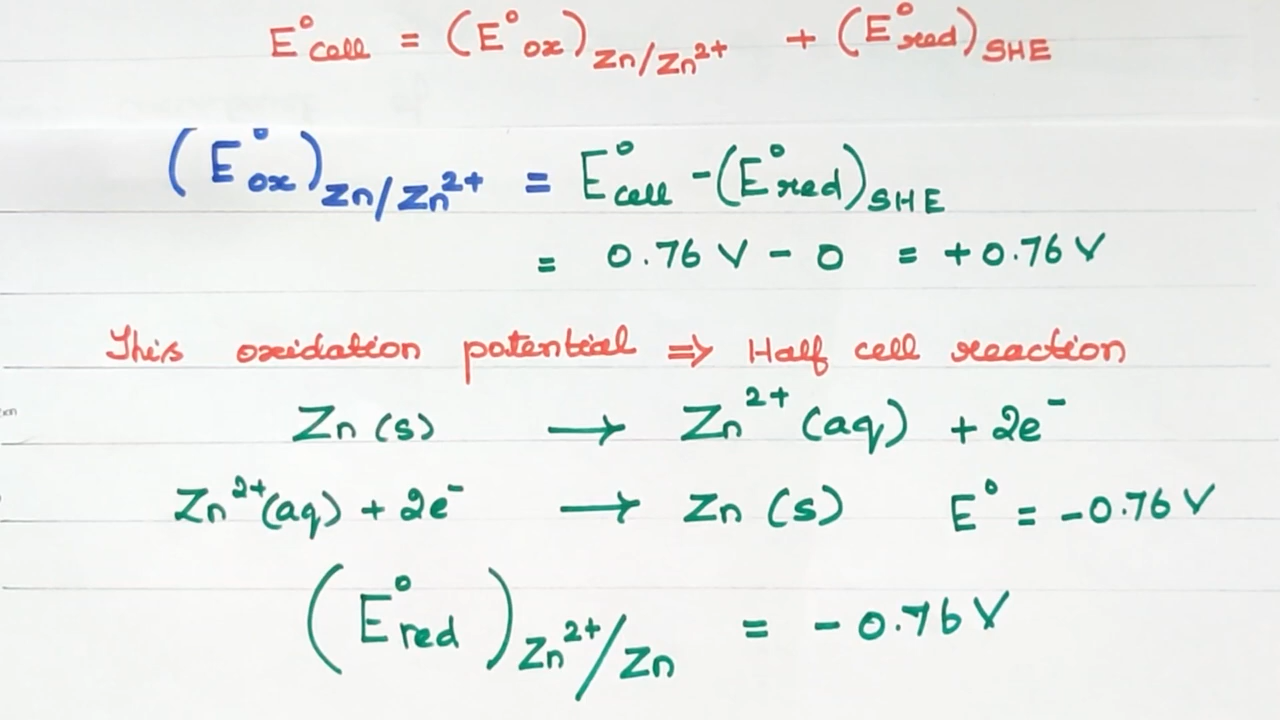 E°cell = (E°ox)Zn/Zn²⁺ + (E°red)SHE
(E°ox)Zn/Zn²⁺ = E°cell -(E°red)SHE
= 0.76 V - 0 = +0.76 V
This oxidation potential ⇒ Half cell reaction
Zn (s) → Zn²⁺ (aq) + 2e⁻
Zn²⁺(aq) + 2e⁻ → Zn (s) E° = -0.76 V
(E°red)Zn²⁺/Zn = - 0.76 V